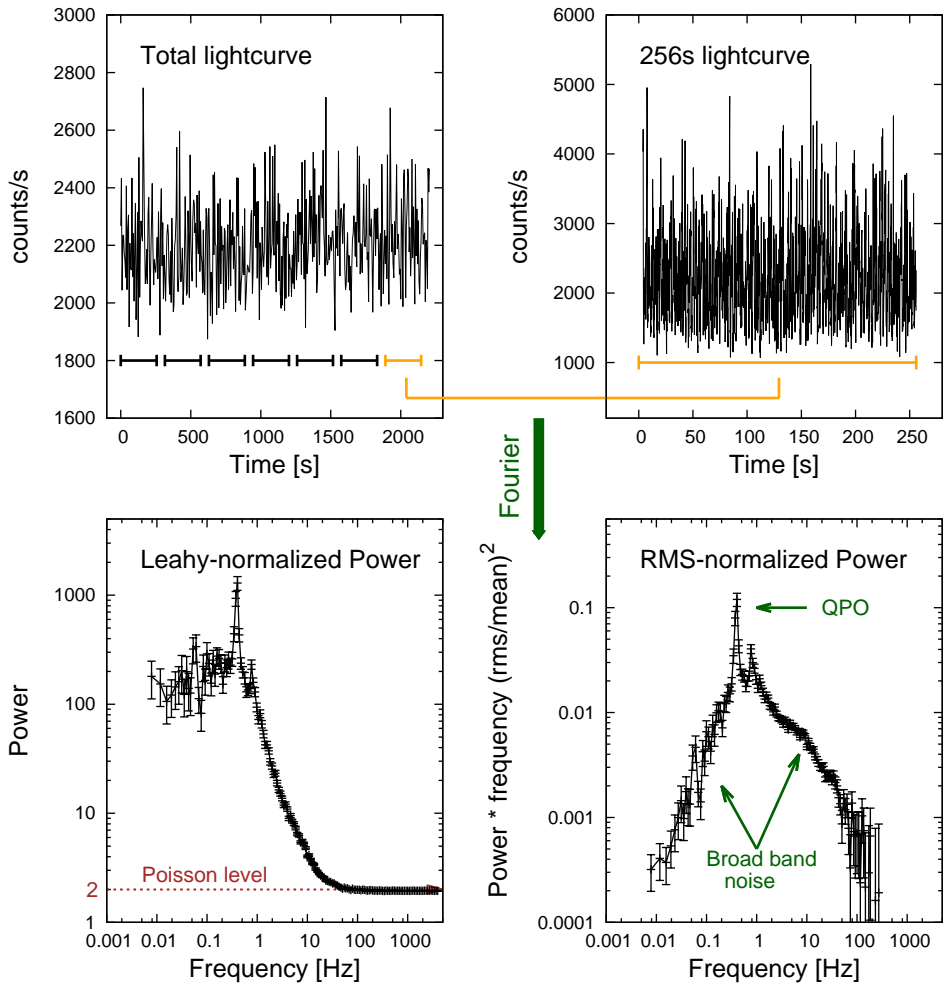 3000
2800
2600
2400
2200
2000
1800
1600
counts/s
Total lightcurve
0 500 1000 1500 2000
Time [s]
6000
5000
4000
3000
2000
1000
0
counts/s
256s lightcurve
0 50 100 150 200 250
Time [s]
Fourier
1000
100
10
2
1
Power
Leahy-normalized Power
Poisson level
0.001 0.01 0.1 1 10 100 1000
Frequency [Hz]
0.1
0.01
0.001
0.0001
Power * frequency (rms/mean)²
RMS-normalized Power
QPO
Broad band
noise
0.001 0.01 0.1 1 10 100 1000
Frequency [Hz]